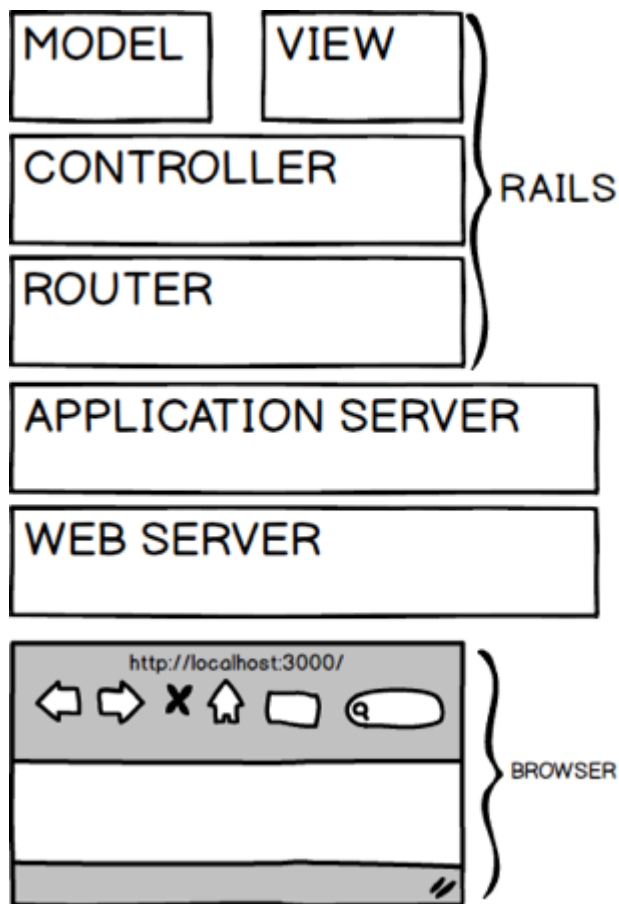 MODEL
VIEW
CONTROLLER
RAILS
ROUTER
APPLICATION SERVER
WEB SERVER
http://localhost:3000/
BROWSER